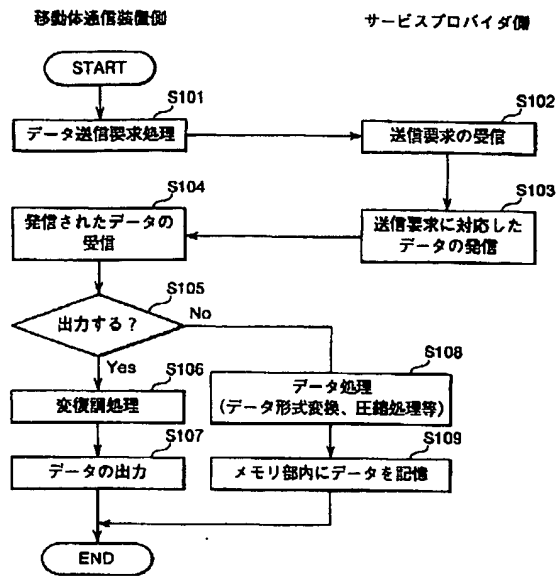 移動体通信装置側
サービスプロバイダ側
START
S101
データ送信要求処理
S102
送信要求の受信
S103
送信要求に対応した
データの発信
S104
発信されたデータの
受信
S105
出力する？
No
Yes
S106
変復調処理
S107
データの出力
S108
データ処理
（データ形式変換、圧縮処理等）
S109
メモリ部内にデータを記憶
END